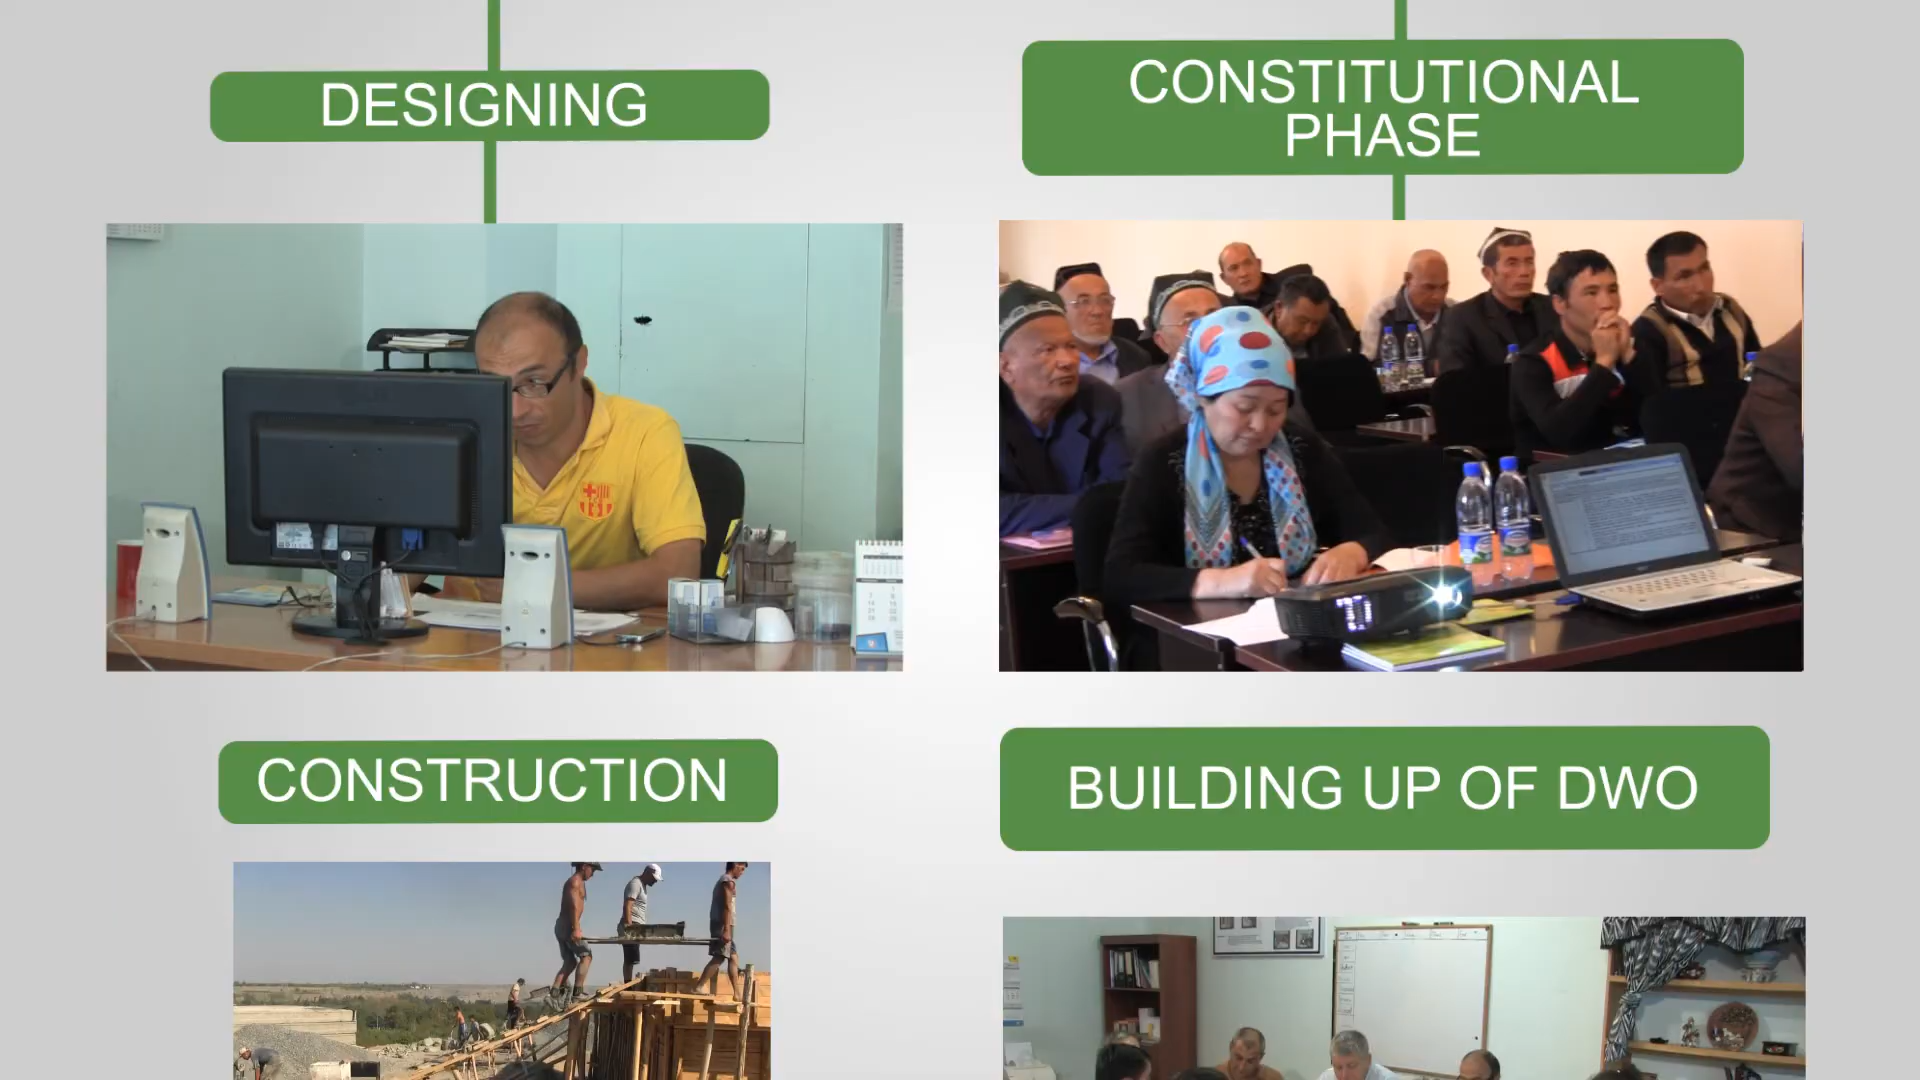 DESIGNING
CONSTITUTIONAL
PHASE
CONSTRUCTION
BUILDING UP OF DWO